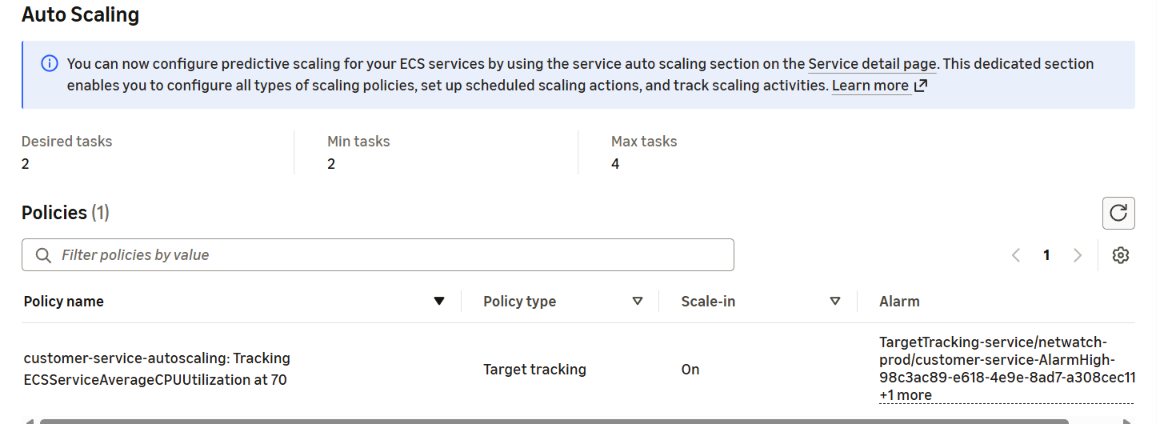 Auto Scaling
You can now configure predictive scaling for your ECS services by using the service auto scaling section on the Service detail page. This dedicated section
enables you to configure all types of scaling policies, set up scheduled scaling actions, and track scaling activities. Learn more
Desired tasks
2
Min tasks
2
Max tasks
4
Policies (1)
Filter policies by value
1
Policy name
Policy type
Scale-in
Alarm
customer-service-autoscaling: Tracking
ECSServiceAverageCPUUtilization at 70
Target tracking
On
TargetTracking-service/netwatch-
prod/customer-service-AlarmHigh-
98c3ac89-e618-4e9e-8ad7-a308cec11
+1 more